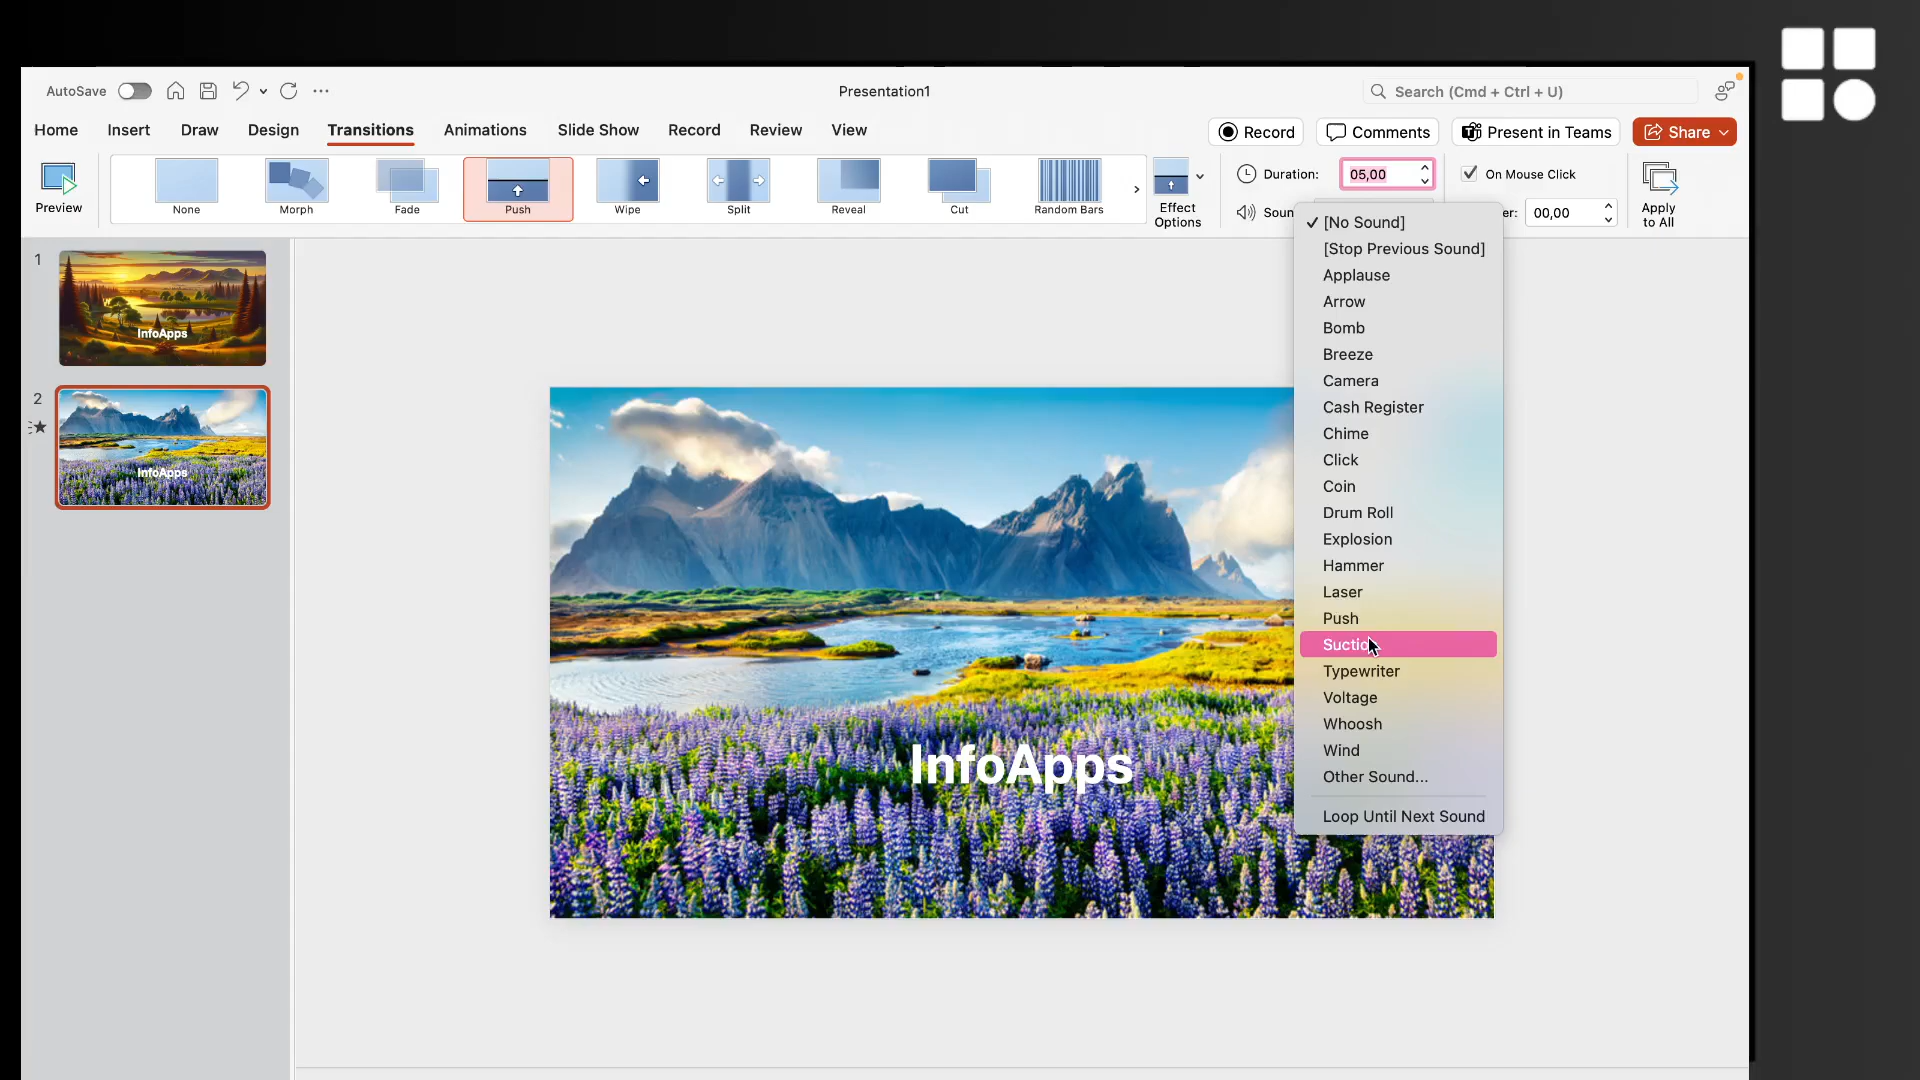 AutoSave
Presentation1
Search (Cmd + Ctrl + U)
Home
Insert
Draw
Design
Transitions
Animations
Slide Show
Record
Review
View
Record
Comments
Present in Teams
Share
Preview
None
Morph
Fade
Push
Wipe
Split
Reveal
Cut
Random Bars
Effect
Options
Duration:
05,00
On Mouse Click
00,00
Apply
to All
[No Sound]
[Stop Previous Sound]
Applause
Arrow
Bomb
Breeze
Camera
Cash Register
Chime
Click
Coin
Drum Roll
Explosion
Hammer
Laser
Push
Typewriter
Voltage
Whoosh
Wind
Other Sound...
Loop Until Next Sound
1
InfoApps
2
InfoApps
InfoApps